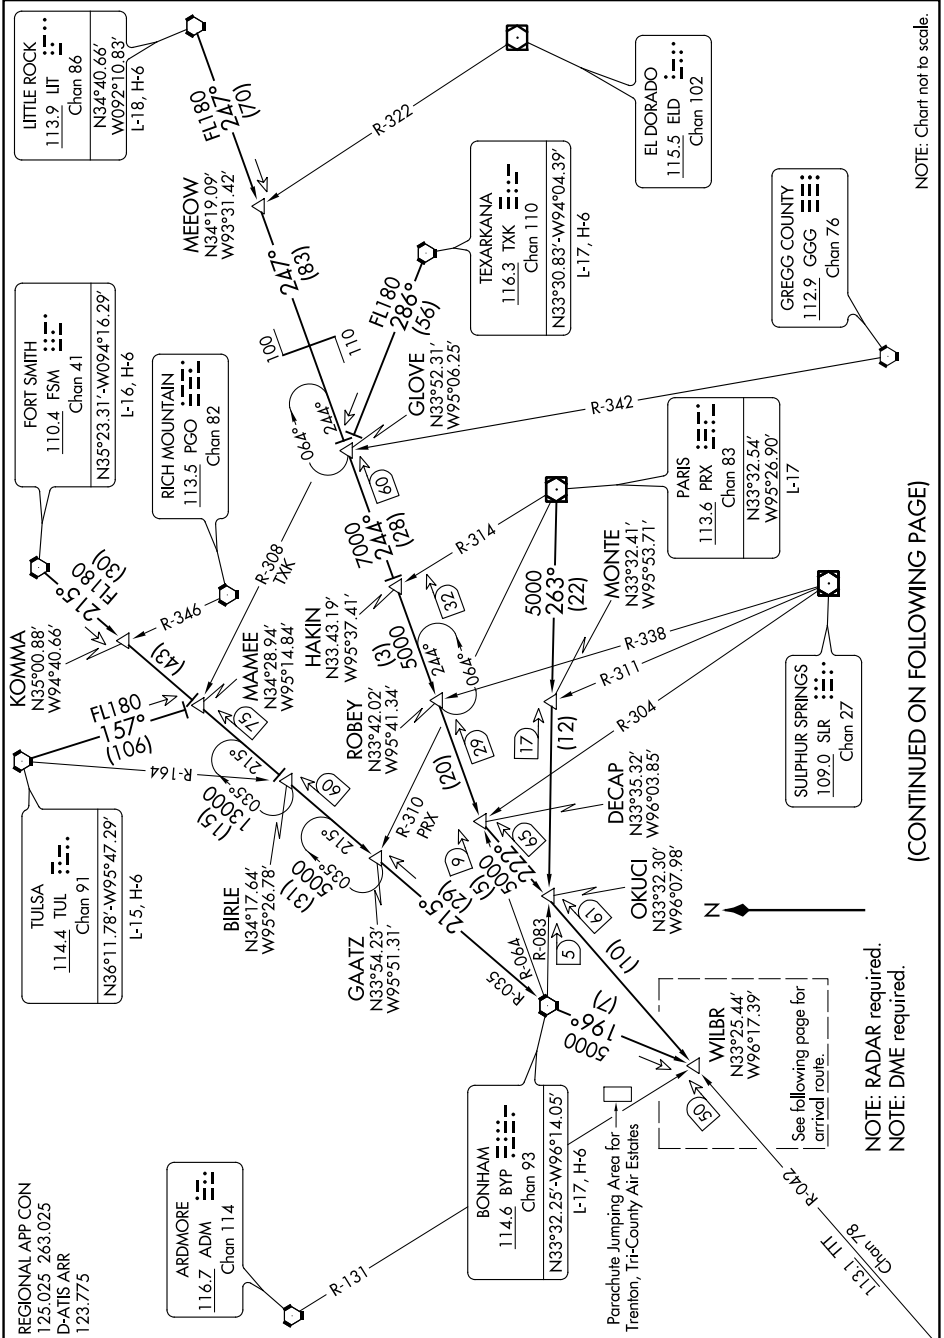 REGIONAL APP CON
125.025 263.025
D-ATIS ARR
123.775
TULSA
114.4 TUL
Chan 91
N36°11.78'-W95°47.29'
L-15, H-6
KOMMA
N35°00.88'
W94°40.66'
FORT SMITH
110.4 FSM
Chan 41
N35°23.31'-W094°16.29'
L-16, H-6
LITTLE ROCK
113.9 LIT
Chan 86
N34°40.66'
W092°10.83'
L-18, H-6
RICH MOUNTAIN
113.5 PGO
Chan 82
MEEOW
N34°19.09'
W93°31.42'
FL180
247°
(70)
R-322
247°
(83)
100
110
FL180
215°
(30)
R-346
(43)
FL180
157°
(106)
R-164
MAMEE
N34°28.94'
W95°14.84'
R-308
TXK
75
215°
035°
13000
(15)
BIRLE
N34°17.64'
W95°26.78'
60
215°
035°
5000
(31)
GAATZ
N33°54.23'
W95°51.31'
R-310
PRX
215°
(29)
R-035
TEXARKANA
116.3 TXK
Chan 110
N33°30.83'-W94°04.39'
L-17, H-6
EL DORADO
115.5 ELD
Chan 102
FL180
286°
(56)
GLOVE
N33°52.31'
W95°06.25'
064°
244°
60
7000
244°
(28)
HAKIN
N33.43.19'
W95°37.41'
R-314
32
(3)
5000
ROBEY
N33°42.02'
W95°41.34'
244°
064°
29
(20)
R-342
GREGG COUNTY
112.9 GGG
Chan 76
PARIS
113.6 PRX
Chan 83
N33°32.54'
W95°26.90'
L-17
5000
263°
(22)
MONTE
N33°32.41'
W95°53.71'
17
(12)
R-338
R-311
R-304
SULPHUR SPRINGS
109.0 SLR
Chan 27
DECAP
N33°35.32'
W96°03.85'
9
65
5000
222°
(5)
OKUCI
N33°32.30'
W96°07.98'
61
R-064
R-083
5
(10)
BONHAM
114.6 BYP
Chan 93
N33°32.25'-W96°14.05'
L-17, H-6
5000
196°
(7)
WILBR
N33°25.44'
W96°17.39'
50
See following page for
arrival route.
ARDMORE
116.7 ADM
Chan 114
R-131
Parachute Jumping Area for
Trenton, Tri-County Air Estates
R-042
113.1 TTT
Chan 78
N
NOTE: RADAR required.
NOTE: DME required.
(CONTINUED ON FOLLOWING PAGE)
NOTE: Chart not to scale.